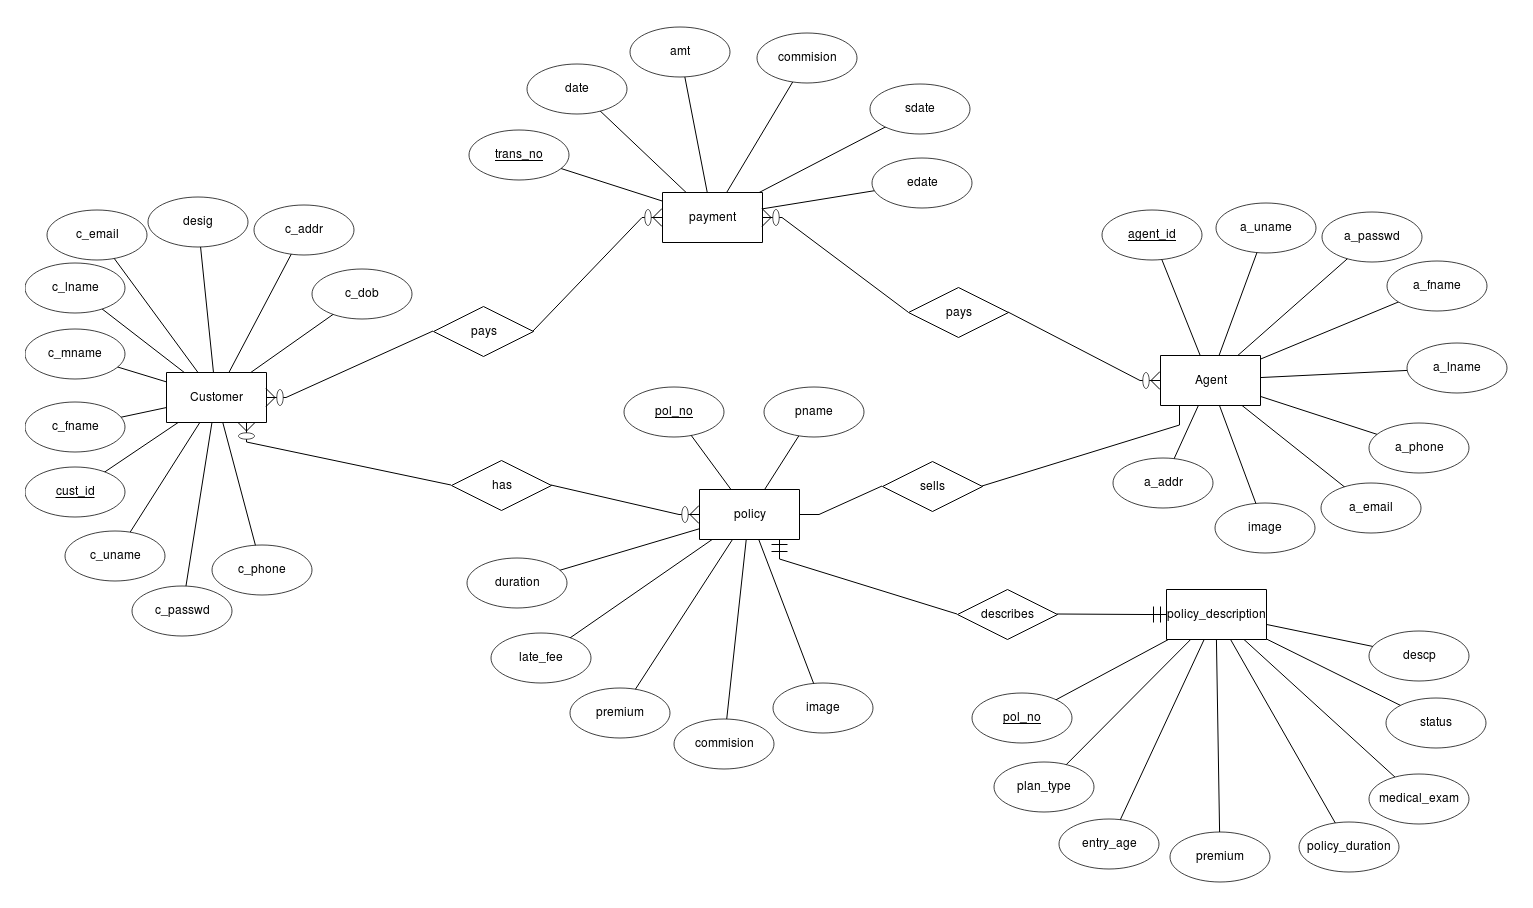 amt
commision
date
sdate
trans_no
edate
payment
c_email
desig
c_addr
agent_id
a_uname
a_passwd
c_lname
c_dob
a_fname
pays
pays
c_mname
Customer
Agent
a_lname
c_fname
pol_no
pname
a_phone
cust_id
has
sells
a_addr
policy
a_email
image
c_uname
c_phone
duration
c_passwd
describes
policy_description
late_fee
descp
premium
image
pol_no
status
commision
plan_type
medical_exam
entry_age
premium
policy_duration